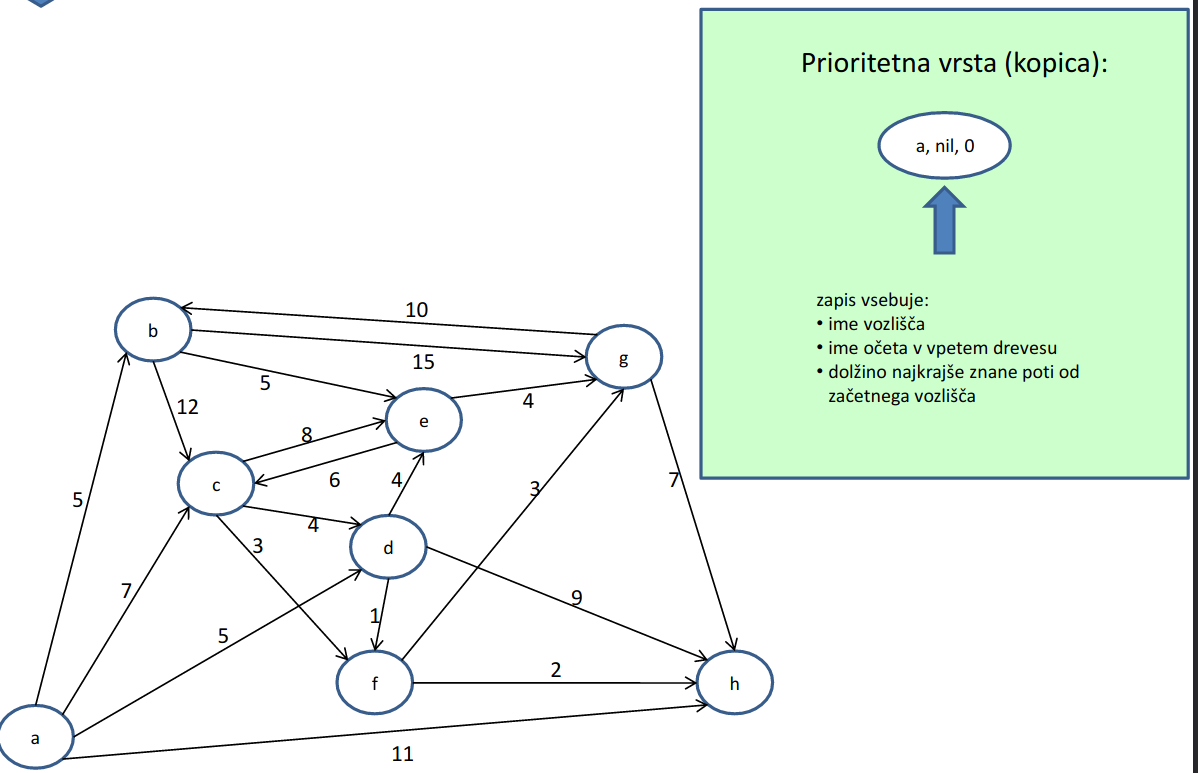 Prioritetna vrsta (kopica):
a, nil, 0
zapis vsebuje:
• ime vozlišča
• ime očeta v vpetem drevesu
• dolžino najkrajše znane poti od
začetnega vozlišča
10
b
15
g
5
4
12
e
8
6
4
7
c
5
3
4
3
d
7
9
1
5
2
f
h
a
11